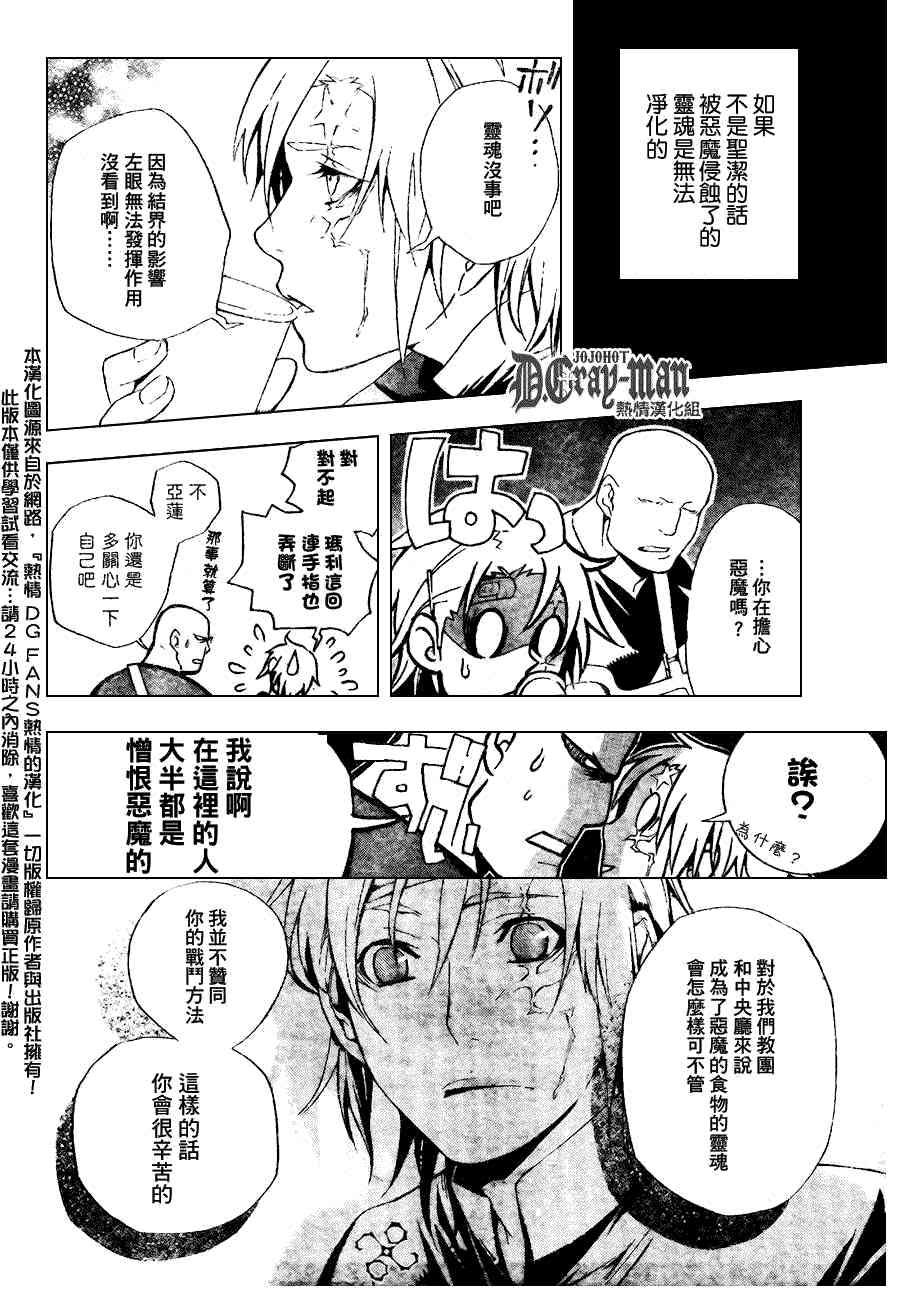 如果
不是聖潔的話
被惡魔侵蝕了的
靈魂是無法
凈化的
ボソ…
靈魂沒事吧
因為結界的影響
左眼無法發揮作用
沒看到啊……
JOJOHOT
D.Gray-Man
熱情漢化組
…你在擔心
惡魔嗎？
はっ
對
對不起
瑪利這回
連手指也
弄斷了
不
亞蓮
那事就算了
你還是
多關心一下
自己吧
誒？
為什麼？
我說啊
在這裡的人
大半都是
憎恨惡魔的
對於我們教團
和中央廳來說
成為了惡魔的食物的靈魂
會怎麼樣可不管
我並不贊同
你的戰鬥方法
這樣的話
你會很辛苦的
本漢化圖源來自於網路，『熱情 DG FANS熱情的漢化』一切版權歸原作者與出版社擁有！
此版本僅供學習試看交流…請24小時之內消除，喜歡這套漫畫請購買正版！謝謝。